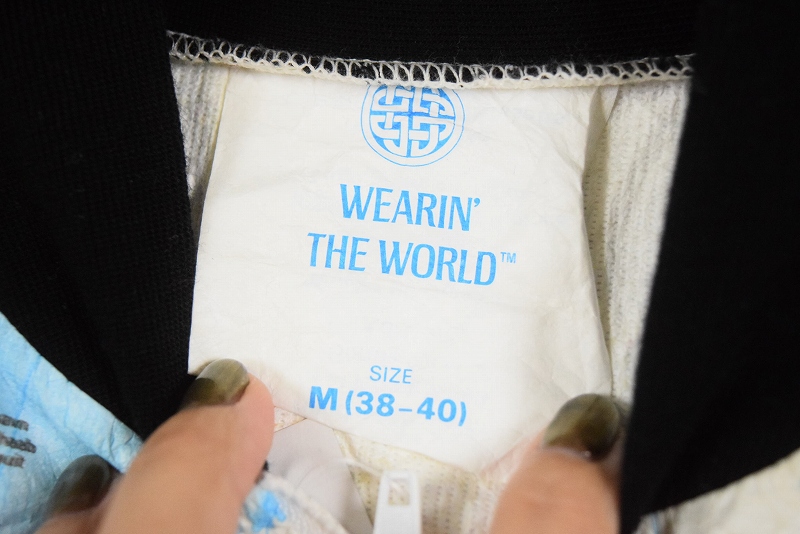 WEARIN'
THE WORLD™
SIZE
M (38-40)